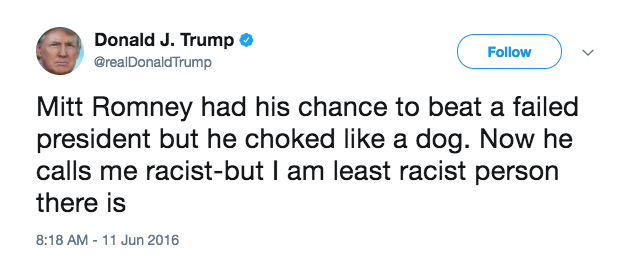 Donald J. Trump
Follow
@realDonaldTrump
Mitt Romney had his chance to beat a failed
president but he choked like a dog. Now he
calls me racist-but I am least racist person
there is
8:18 AM - 11 Jun 2016